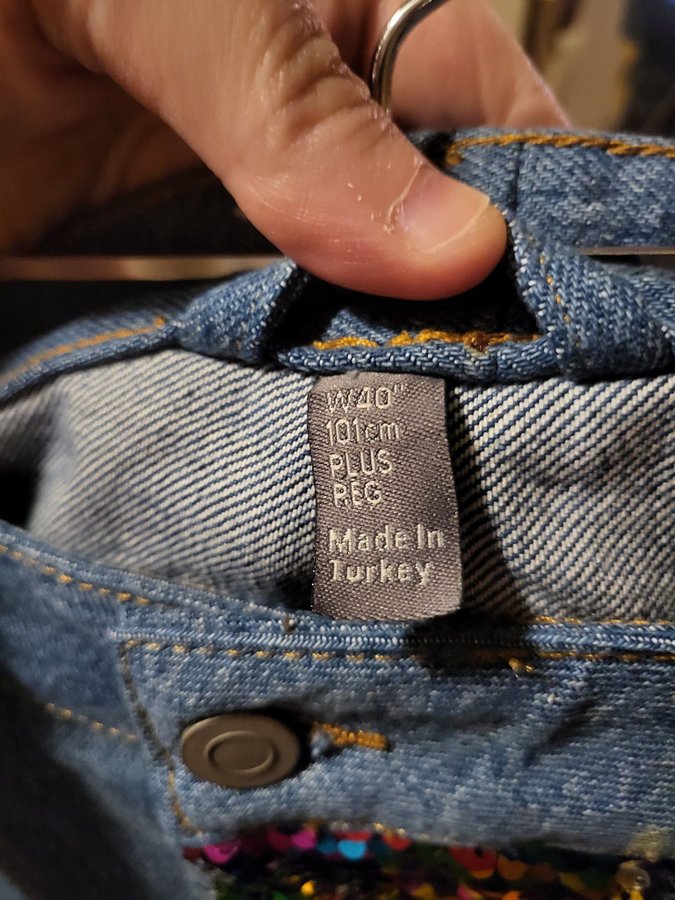 W40"
101cm
PLUS
REG
Made In
Turkey